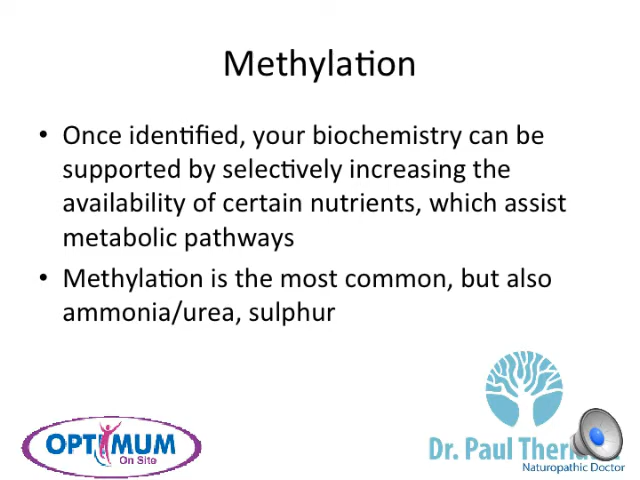 Methylation
• Once identified, your biochemistry can be
supported by selectively increasing the
availability of certain nutrients, which assist
metabolic pathways
• Methylation is the most common, but also
ammonia/urea, sulphur
OPTIMUM
On Site
Dr. Paul
Naturopathic Doctor